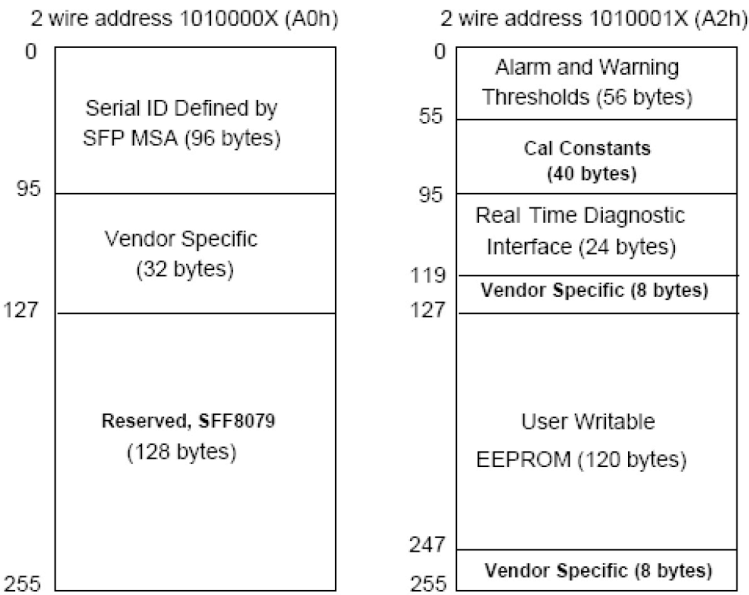 2 wire address 1010000X (A0h)
0
Serial ID Defined by
SFP MSA (96 bytes)
95
Vendor Specific
(32 bytes)
127
Reserved, SFF8079
(128 bytes)
255
2 wire address 1010001X (A2h)
0
Alarm and Warning
Thresholds (56 bytes)
55
Cal Constants
(40 bytes)
95
Real Time Diagnostic
Interface (24 bytes)
119
Vendor Specific (8 bytes)
127
User Writable
EEPROM (120 bytes)
247
Vendor Specific (8 bytes)
255